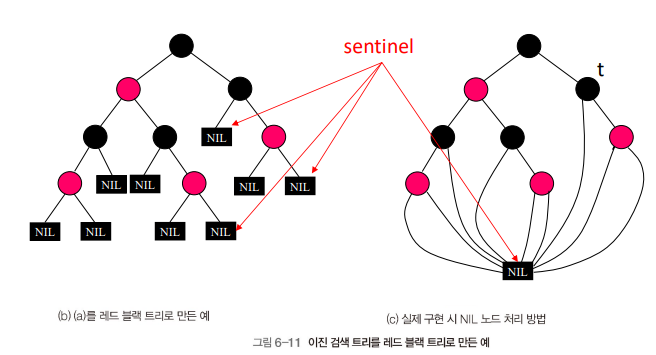 sentinel
t
NIL
NIL
NIL
NIL
NIL
NIL
NIL
NIL
NIL
NIL
(b) (a)를 레드 블랙 트리로 만든 예
(c) 실제 구현 시 NIL 노드 처리 방법
그림 6-11 이진 검색 트리를 레드 블랙 트리로 만든 예